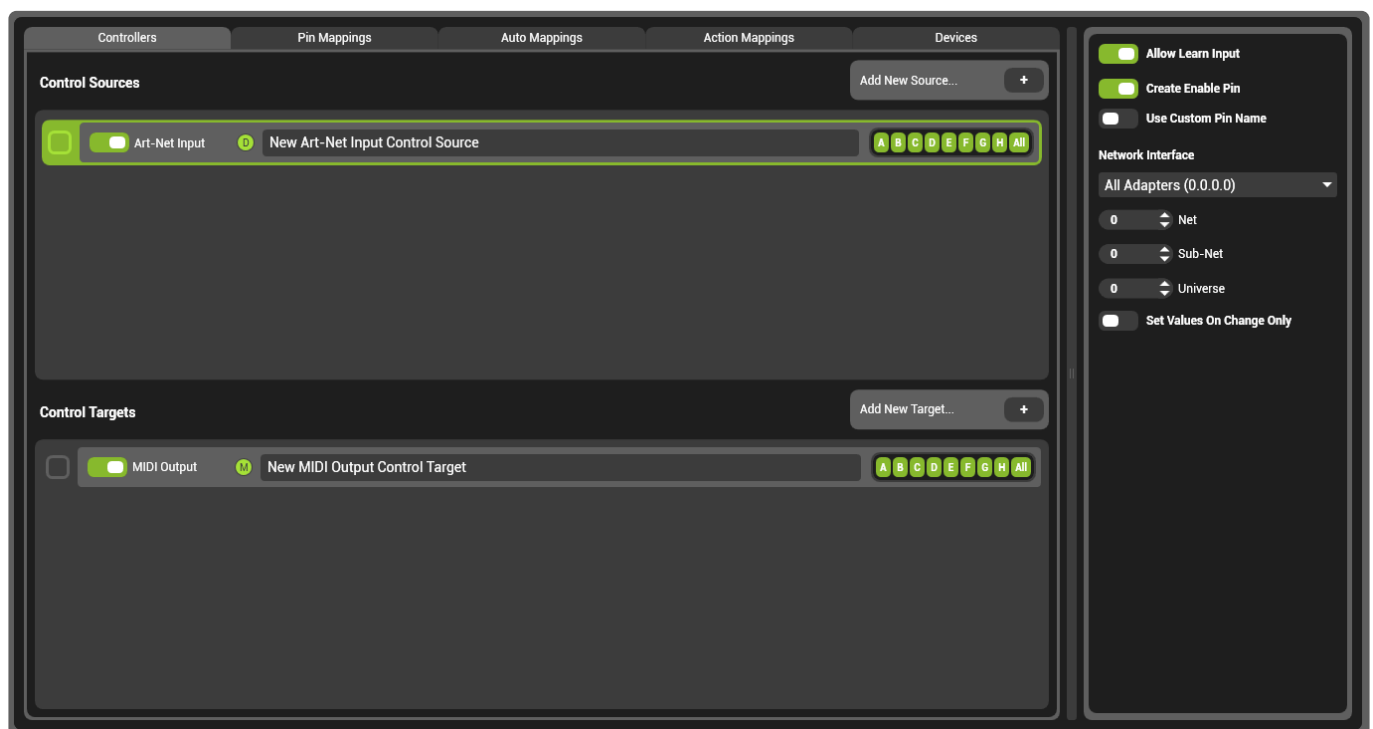 Controllers Pin Mappings Auto Mappings Action Mappings Devices
Control Sources Add New Source... +
Art-Net Input D New Art-Net Input Control Source A B C D E F G H All
Control Targets Add New Target... +
MIDI Output M New MIDI Output Control Target A B C D E F G H All
Allow Learn Input
Create Enable Pin
Use Custom Pin Name
Network Interface
All Adapters (0.0.0.0)
0 Net
0 Sub-Net
0 Universe
Set Values On Change Only